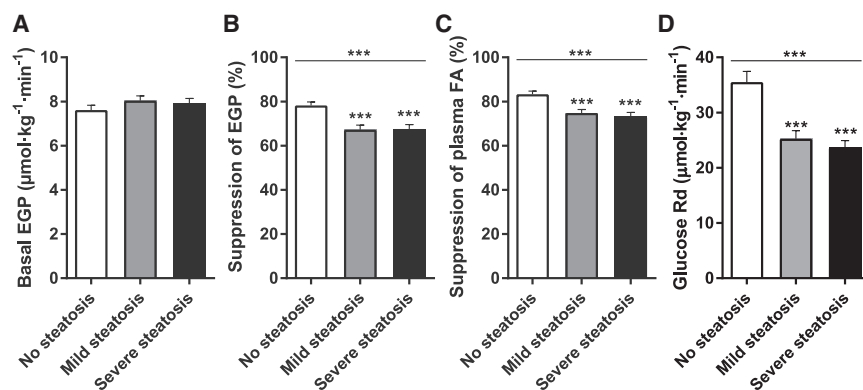 A
Basal EGP (µmol·kg⁻¹·min⁻¹)
10
8
6
4
2
0
No steatosis
Mild steatosis
Severe steatosis
B
Suppression of EGP (%)
100
80
60
40
20
0
***
***
***
No steatosis
Mild steatosis
Severe steatosis
C
Suppression of plasma FA (%)
100
80
60
40
20
0
***
***
***
No steatosis
Mild steatosis
Severe steatosis
D
Glucose Rd (µmol·kg⁻¹·min⁻¹)
40
30
20
10
0
***
***
***
No steatosis
Mild steatosis
Severe steatosis